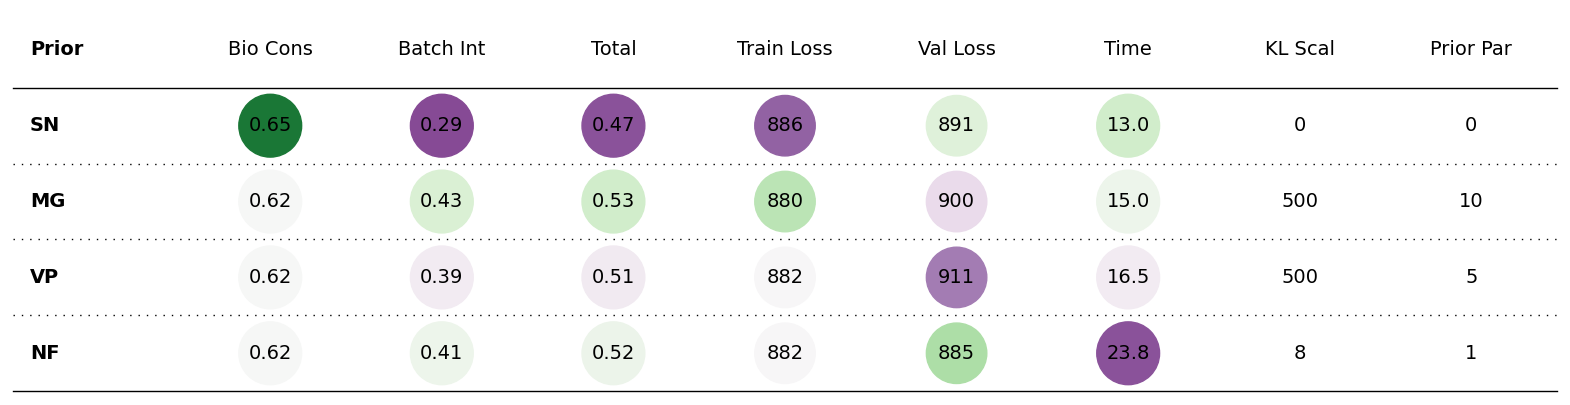 Prior Bio Cons Batch Int Total Train Loss Val Loss Time KL Scal Prior Par
SN 0.65 0.29 0.47 886 891 13.0 0 0
MG 0.62 0.43 0.53 880 900 15.0 500 10
VP 0.62 0.39 0.51 882 911 16.5 500 5
NF 0.62 0.41 0.52 882 885 23.8 8 1